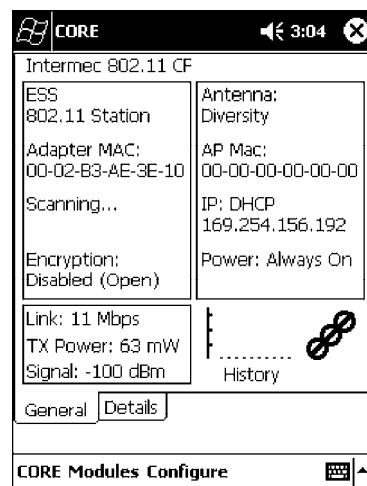 CORE 3:04
Intermec 802.11 CF
ESS
802.11 Station
Adapter MAC:
00-02-B3-AE-3E-10
Scanning...
Encryption:
Disabled (Open)
Antenna:
Diversity
AP Mac:
00-00-00-00-00-00
IP: DHCP
169.254.156.192
Power: Always On
Link: 11 Mbps
TX Power: 63 mW
Signal: -100 dBm
History
General Details
CORE Modules Configure